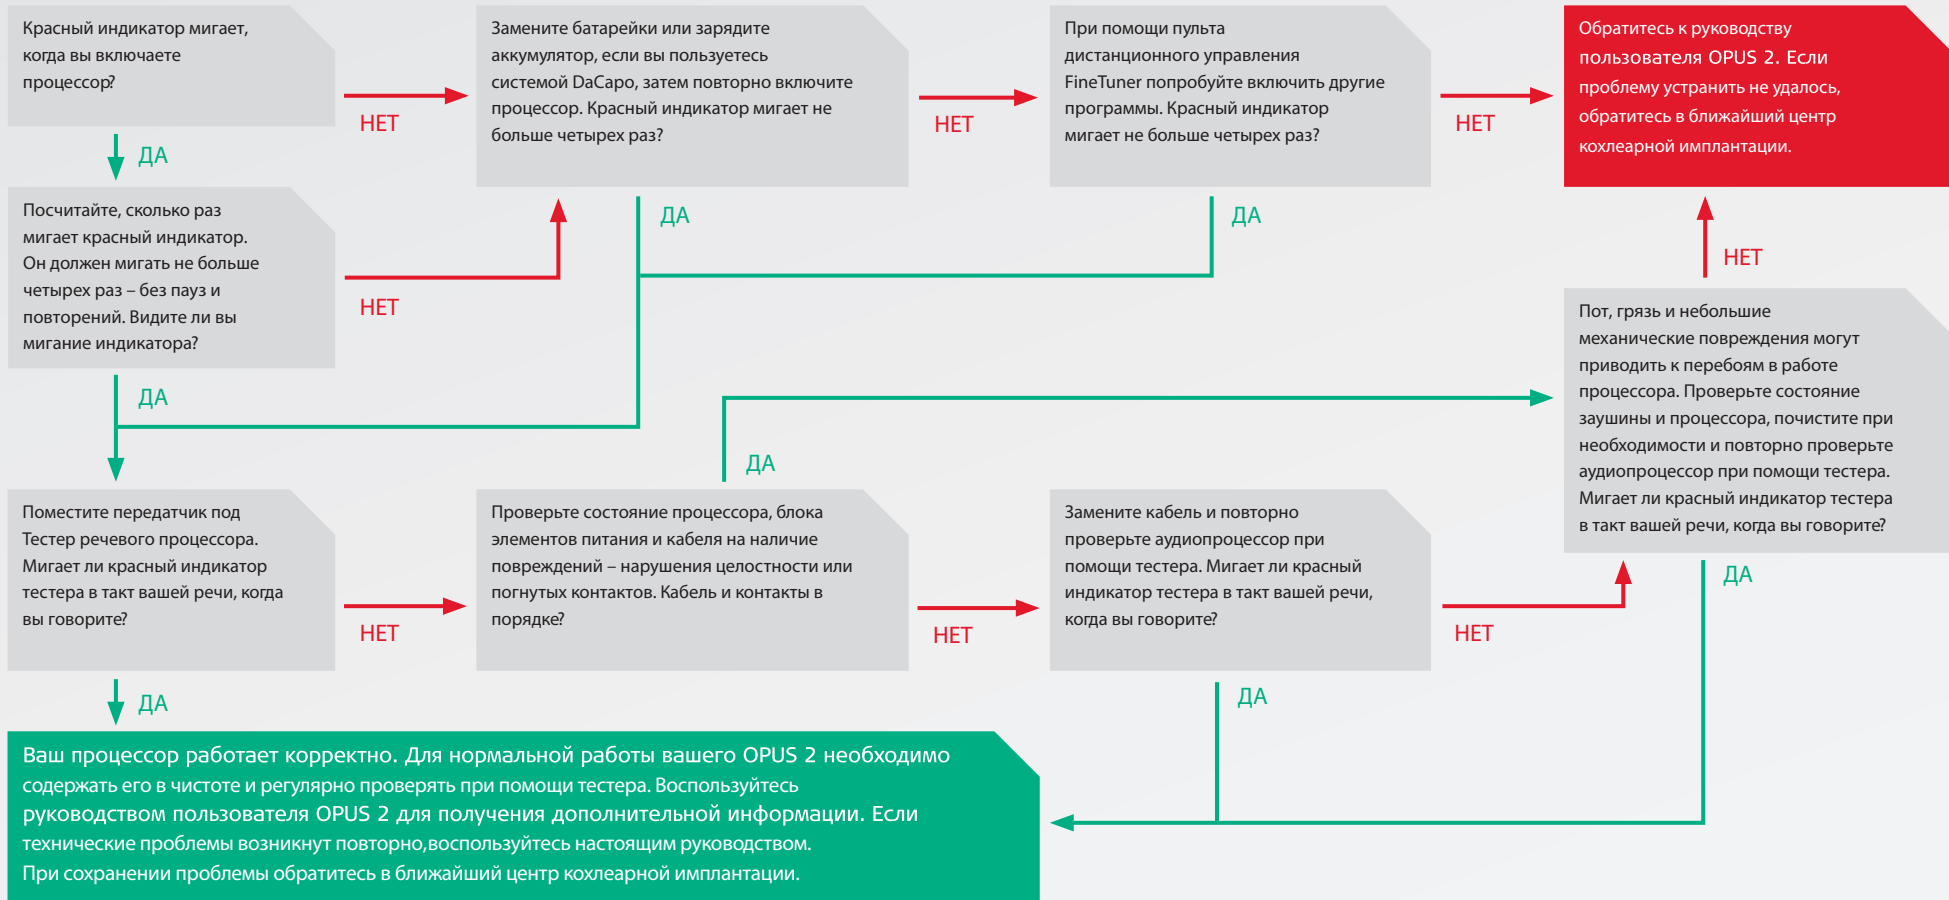 Красный индикатор мигает,
когда вы включаете
процессор?
НЕТ
ДА
Замените батарейки или зарядите
аккумулятор, если вы пользуетесь
системой DaCapo, затем повторно включите
процессор. Красный индикатор мигает не
больше четырех раз?
НЕТ
ДА
При помощи пульта
дистанционного управления
FineTuner попробуйте включить другие
программы. Красный индикатор
мигает не больше четырех раз?
НЕТ
ДА
Обратитесь к руководству
пользователя OPUS 2. Если
проблему устранить не удалось,
обратитесь в ближайший центр
кохлеарной имплантации.
Посчитайте, сколько раз
мигает красный индикатор.
Он должен мигать не больше
четырех раз – без пауз и
повторений. Видите ли вы
мигание индикатора?
НЕТ
ДА
НЕТ
Пот, грязь и небольшие
механические повреждения могут
приводить к перебоям в работе
процессора. Проверьте состояние
заушины и процессора, почистите при
необходимости и повторно проверьте
аудиопроцессор при помощи тестера.
Мигает ли красный индикатор тестера
в такт вашей речи, когда вы говорите?
ДА
Поместите передатчик под
Тестер речевого процессора.
Мигает ли красный индикатор
тестера в такт вашей речи, когда
вы говорите?
НЕТ
ДА
ДА
Проверьте состояние процессора, блока
элементов питания и кабеля на наличие
повреждений – нарушения целостности или
погнутых контактов. Кабель и контакты в
порядке?
НЕТ
Замените кабель и повторно
проверьте аудиопроцессор при
помощи тестера. Мигает ли красный
индикатор тестера в такт вашей речи,
когда вы говорите?
НЕТ
ДА
Ваш процессор работает корректно. Для нормальной работы вашего OPUS 2 необходимо
содержать его в чистоте и регулярно проверять при помощи тестера. Воспользуйтесь
руководством пользователя OPUS 2 для получения дополнительной информации. Если
технические проблемы возникнут повторно,воспользуйтесь настоящим руководством.
При сохранении проблемы обратитесь в ближайший центр кохлеарной имплантации.